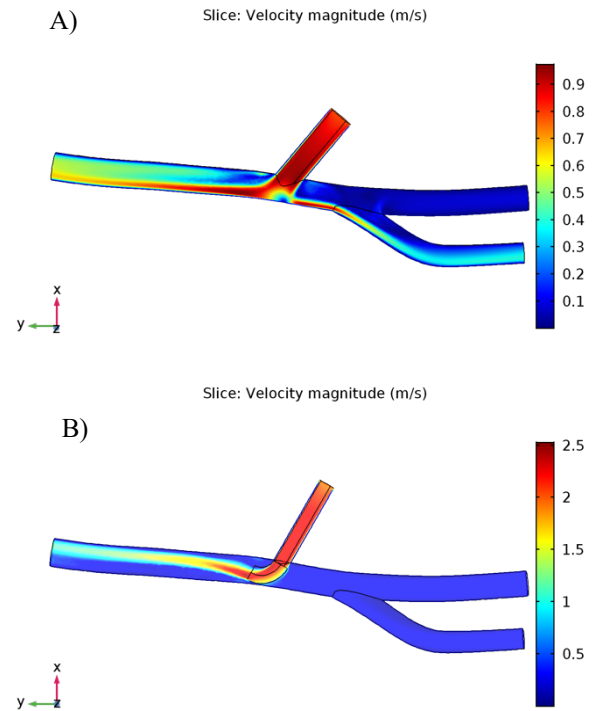 A)
Slice: Velocity magnitude (m/s)
0.9
0.8
0.7
0.6
0.5
0.4
0.3
0.2
0.1
x
y
z
Slice: Velocity magnitude (m/s)
B)
2.5
2
1.5
1
0.5
x
y
z